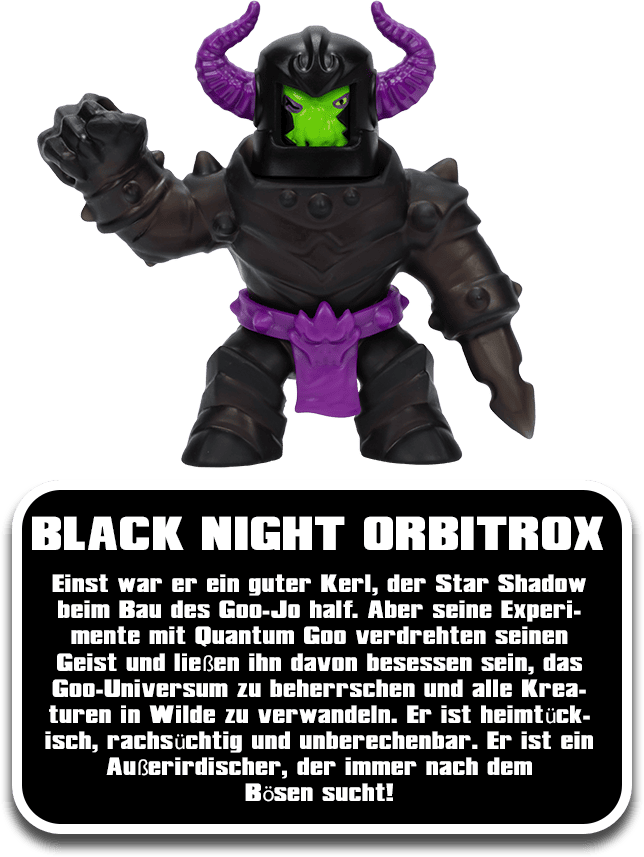 BLACK NIGHT ORBITROX
Einst war er ein guter Kerl, der Star Shadow
beim Bau des Goo-Jo half. Aber seine Experi-
mente mit Quantum Goo verdrehten seinen
Geist und ließen ihn davon besessen sein, das
Goo-Universum zu beherrschen und alle Krea-
turen in Wilde zu verwandeln. Er ist heimtück-
isch, rachsüchtig und unberechenbar. Er ist ein
Außerirdischer, der immer nach dem
Bösen sucht!